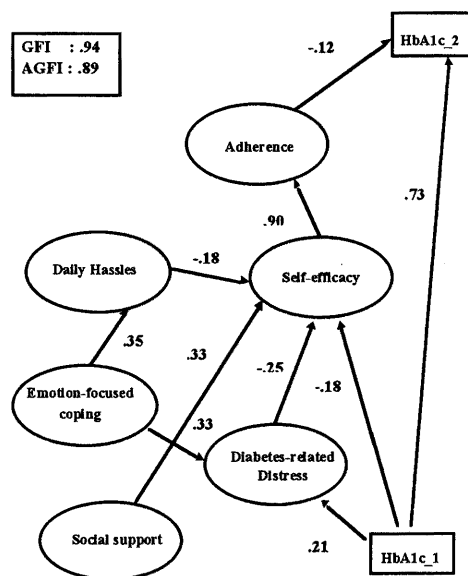 GFI : .94
AGFI : .89
-.12
HbA1c_2
Adherence
.73
.90
Daily Hassles
-.18
Self-efficacy
.35
.33
-.25
-.18
Emotion-focused
coping
.33
Diabetes-related
Distress
Social support
.21
HbA1c_1